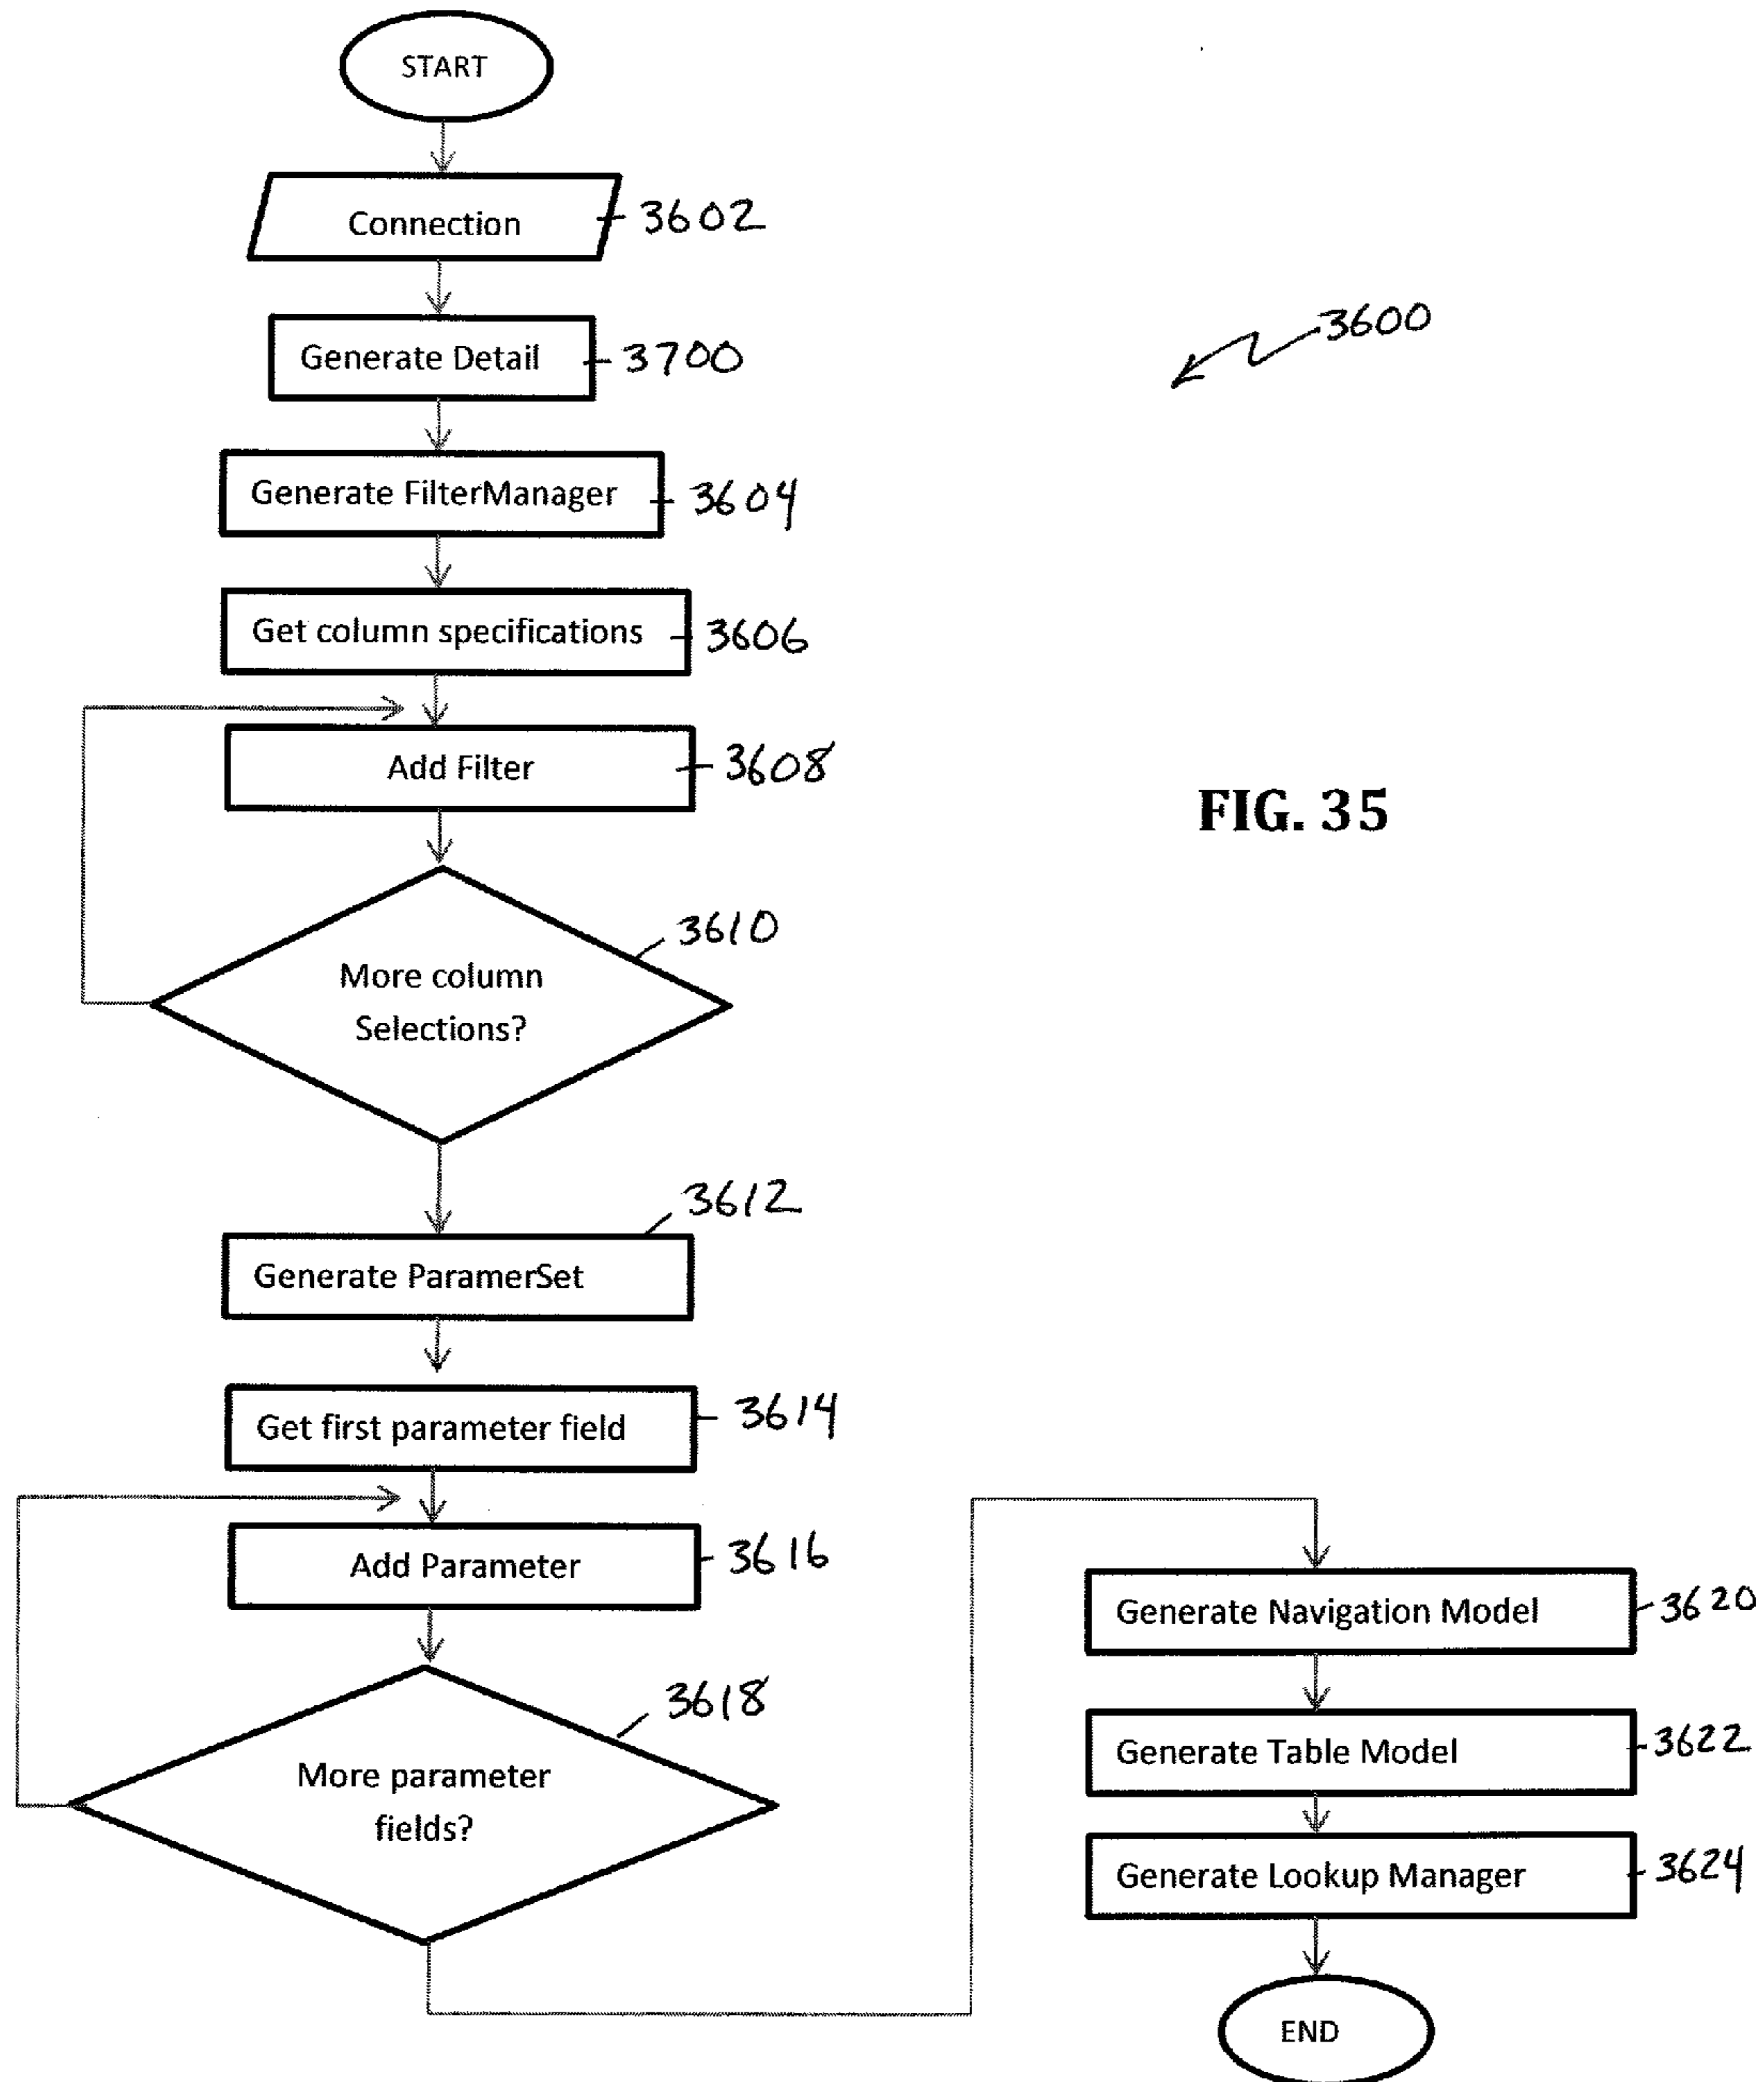 START
Connection
3602
3600
Generate Detail
3700
Generate FilterManager
3604
Get column specifications
3606
Add Filter
3608
FIG. 35
3610
More column
Selections?
3612
Generate ParamerSet
Get first parameter field
3614
Add Parameter
3616
3618
More parameter
fields?
Generate Navigation Model
3620
Generate Table Model
3622
Generate Lookup Manager
3624
END